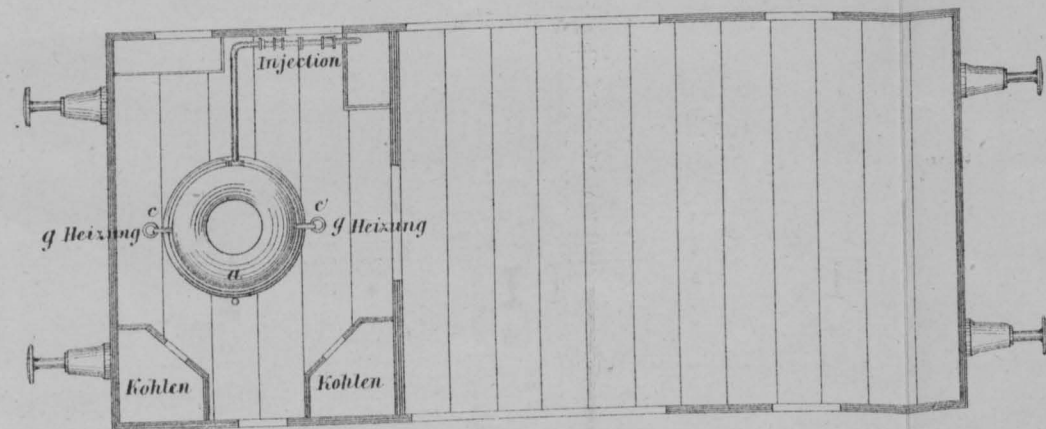 Injection
c
c'
g Heizung
g Heizung
a
Kohlen
Kohlen